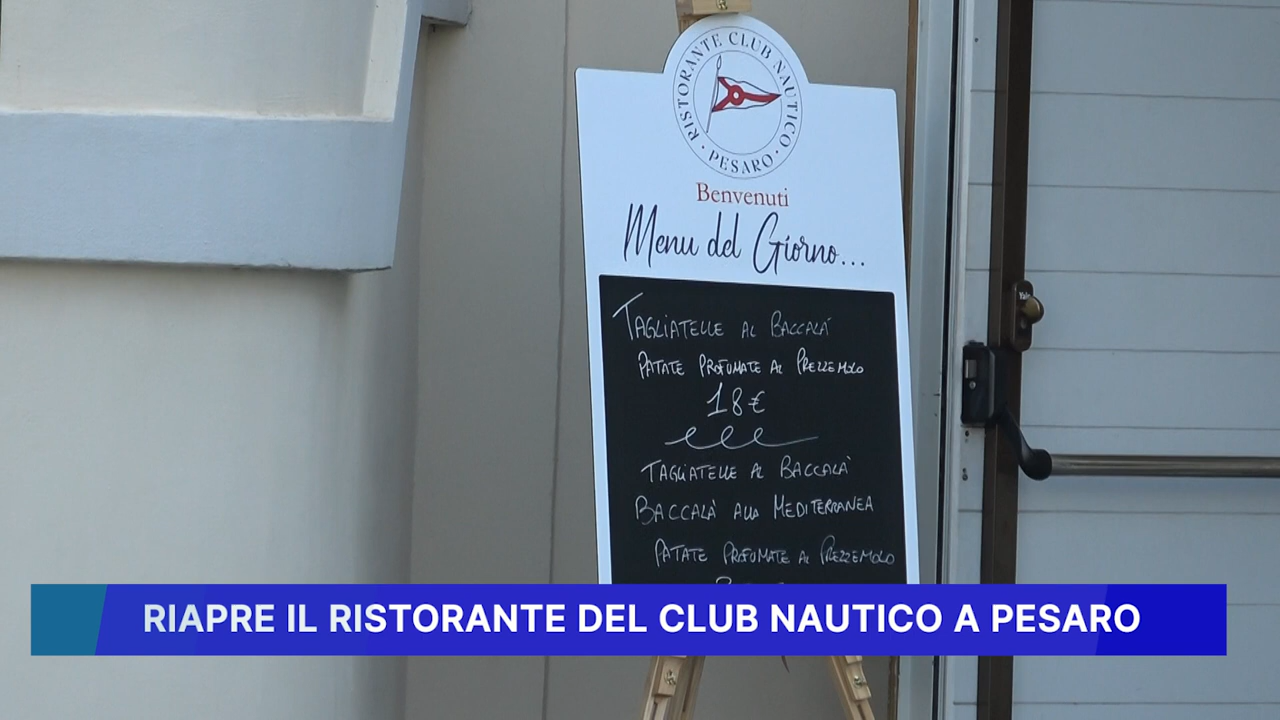 RISTORANTE CLUB NAUTICO
· PESARO ·
Benvenuti
Menu del Giorno...
TAGLIATELLE AL BACCALÀ
PATATE PROFUMATE AL PREZZEMOLO
18€
TAGLIATELLE AL BACCALÀ
BACCALÀ ALLA MEDITERRANEA
PATATE PROFUMATE AL PREZZEMOLO
Yale
RIAPRE IL RISTORANTE DEL CLUB NAUTICO A PESARO